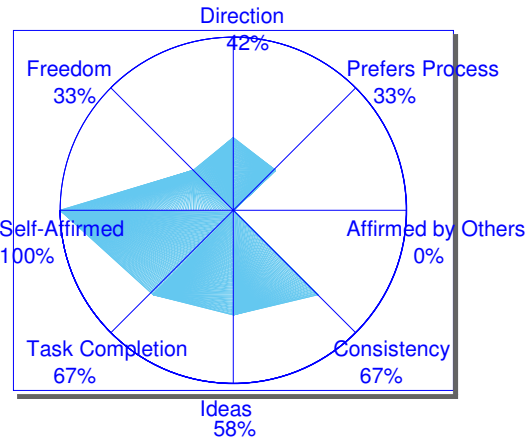 Direction
42%
Freedom
33%
Prefers Process
33%
Self-Affirmed
100%
Affirmed by Others
0%
Task Completion
67%
Consistency
67%
Ideas
58%